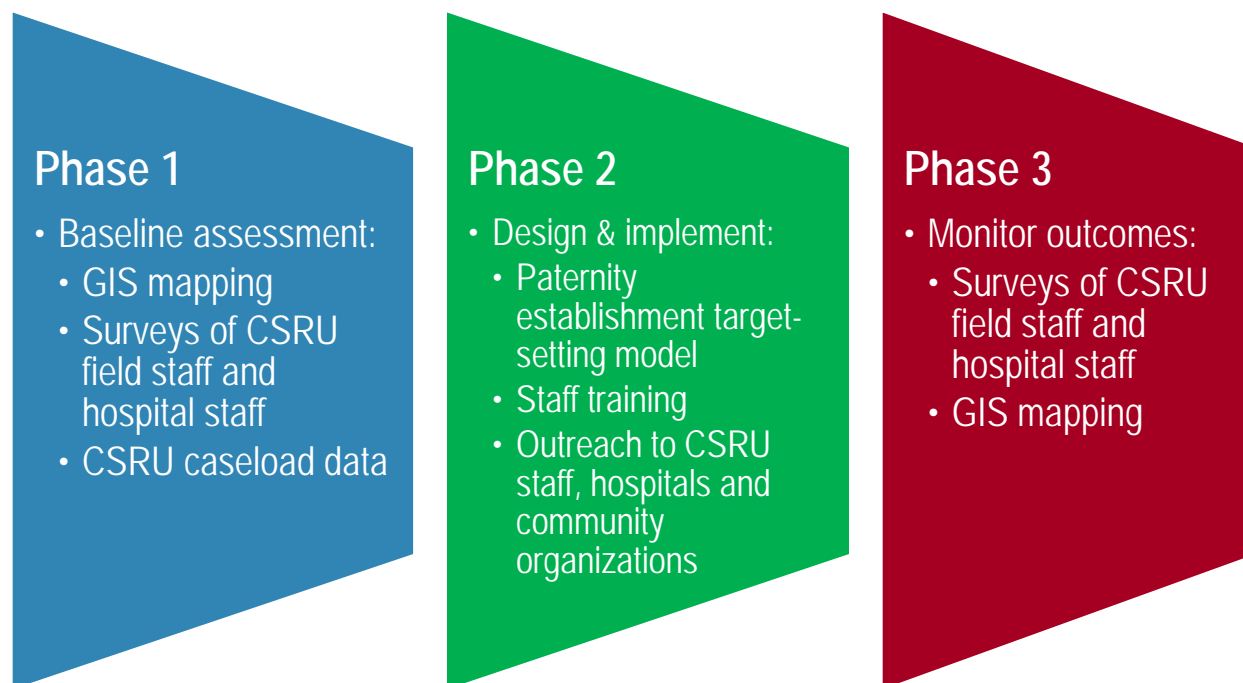 Phase 1
• Baseline assessment:
• GIS mapping
• Surveys of CSRU
field staff and
hospital staff
• CSRU caseload data
Phase 2
• Design & implement:
• Paternity
establishment target-
setting model
• Staff training
• Outreach to CSRU
staff, hospitals and
community
organizations
Phase 3
• Monitor outcomes:
• Surveys of CSRU
field staff and
hospital staff
• GIS mapping